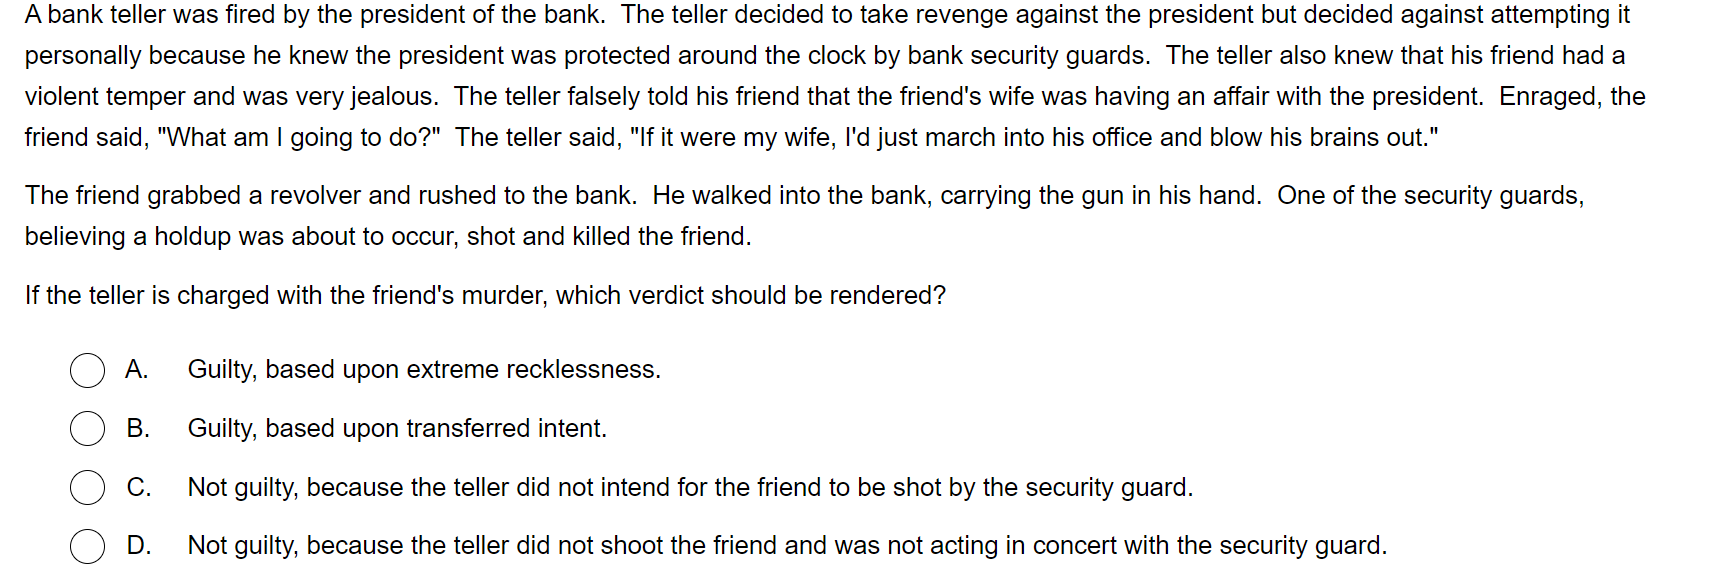 A bank teller was fired by the president of the bank.  The teller decided to take revenge against the president but decided against attempting it
personally because he knew the president was protected around the clock by bank security guards.  The teller also knew that his friend had a
violent temper and was very jealous.  The teller falsely told his friend that the friend's wife was having an affair with the president.  Enraged, the
friend said, "What am I going to do?"  The teller said, "If it were my wife, I'd just march into his office and blow his brains out."
The friend grabbed a revolver and rushed to the bank.  He walked into the bank, carrying the gun in his hand.  One of the security guards,
believing a holdup was about to occur, shot and killed the friend.
If the teller is charged with the friend's murder, which verdict should be rendered?
A. Guilty, based upon extreme recklessness.
B. Guilty, based upon transferred intent.
C. Not guilty, because the teller did not intend for the friend to be shot by the security guard.
D. Not guilty, because the teller did not shoot the friend and was not acting in concert with the security guard.